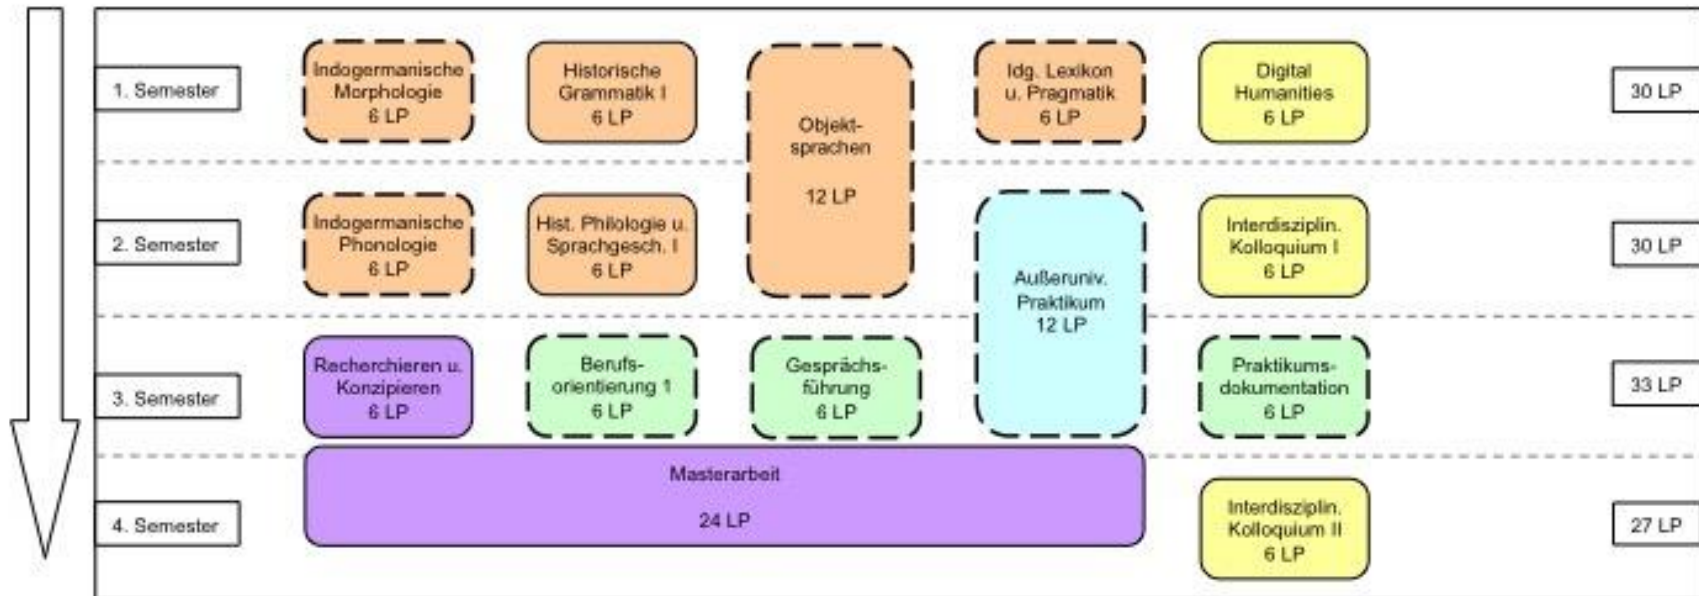 1. Semester
Indogermanische
Morphologie
6 LP
Historische
Grammatik I
6 LP
Objekt-
sprachen
12 LP
Idg. Lexikon
u. Pragmatik
6 LP
Digital
Humanities
6 LP
30 LP
2. Semester
Indogermanische
Phonologie
6 LP
Hist. Philologie u.
Sprachgesch. I
6 LP
Außeruniv.
Praktikum
12 LP
Interdisziplin.
Kolloquium I
6 LP
30 LP
3. Semester
Recherchieren u.
Konzipieren
6 LP
Berufs-
orientierung 1
6 LP
Gesprächs-
führung
6 LP
Praktikums-
dokumentation
6 LP
33 LP
4. Semester
Masterarbeit
24 LP
Interdisziplin.
Kolloquium II
6 LP
27 LP